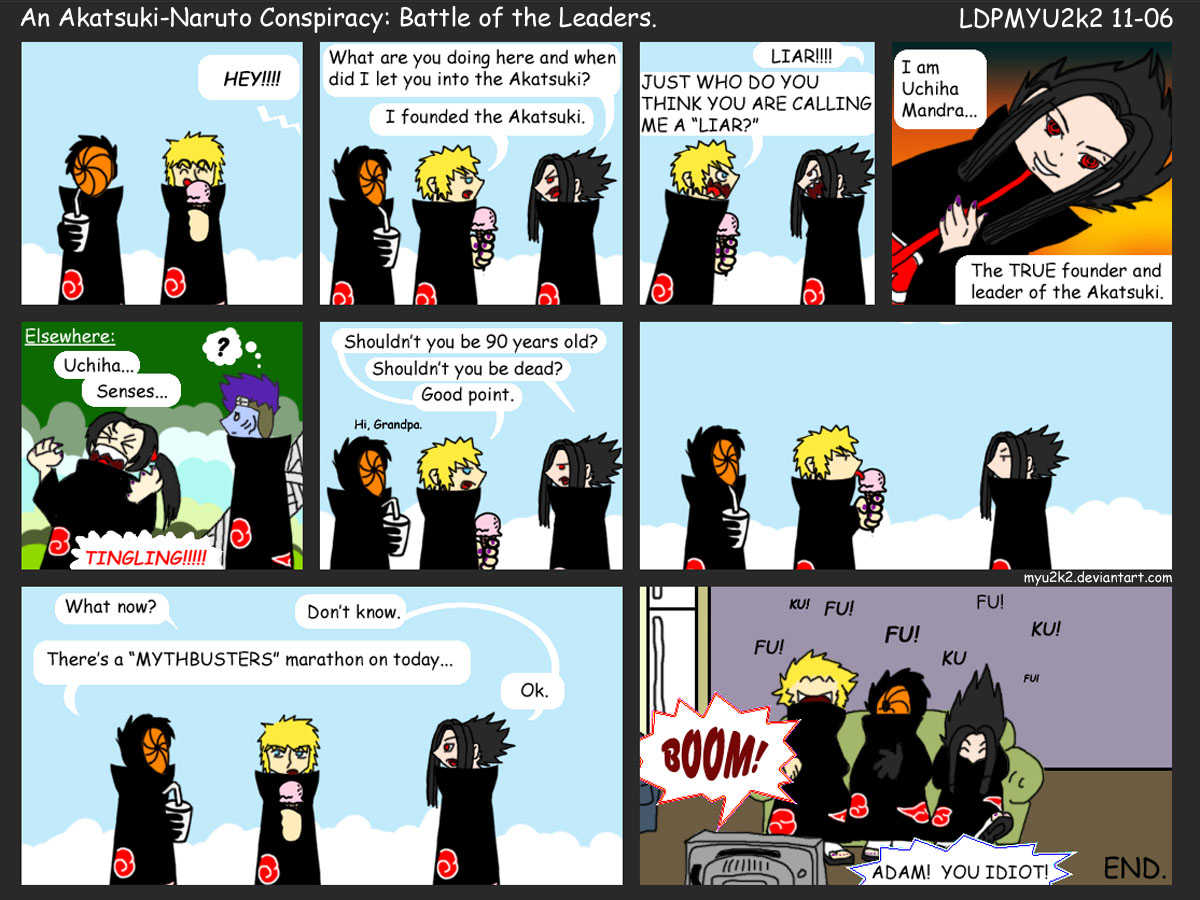 An Akatsuki-Naruto Conspiracy: Battle of the Leaders.
LDPMYU2k2 11-06
HEY!!!!
What are you doing here and when
did I let you into the Akatsuki?
I founded the Akatsuki.
LIAR!!!!
JUST WHO DO YOU
THINK YOU ARE CALLING
ME A “LIAR?”
I am
Uchiha
Mandra...
The TRUE founder and
leader of the Akatsuki.
Elsewhere:
Uchiha...
Senses...
?
TINGLING!!!!!
Shouldn't you be 90 years old?
Shouldn't you be dead?
Good point.
Hi, Grandpa.
myu2k2.deviantart.com
What now?
Don't know.
There's a “MYTHBUSTERS” marathon on today...
Ok.
KU!
FU!
FU!
FU!
FU!
KU!
KU
FU!
BOOM!
ADAM! YOU IDIOT!
END.